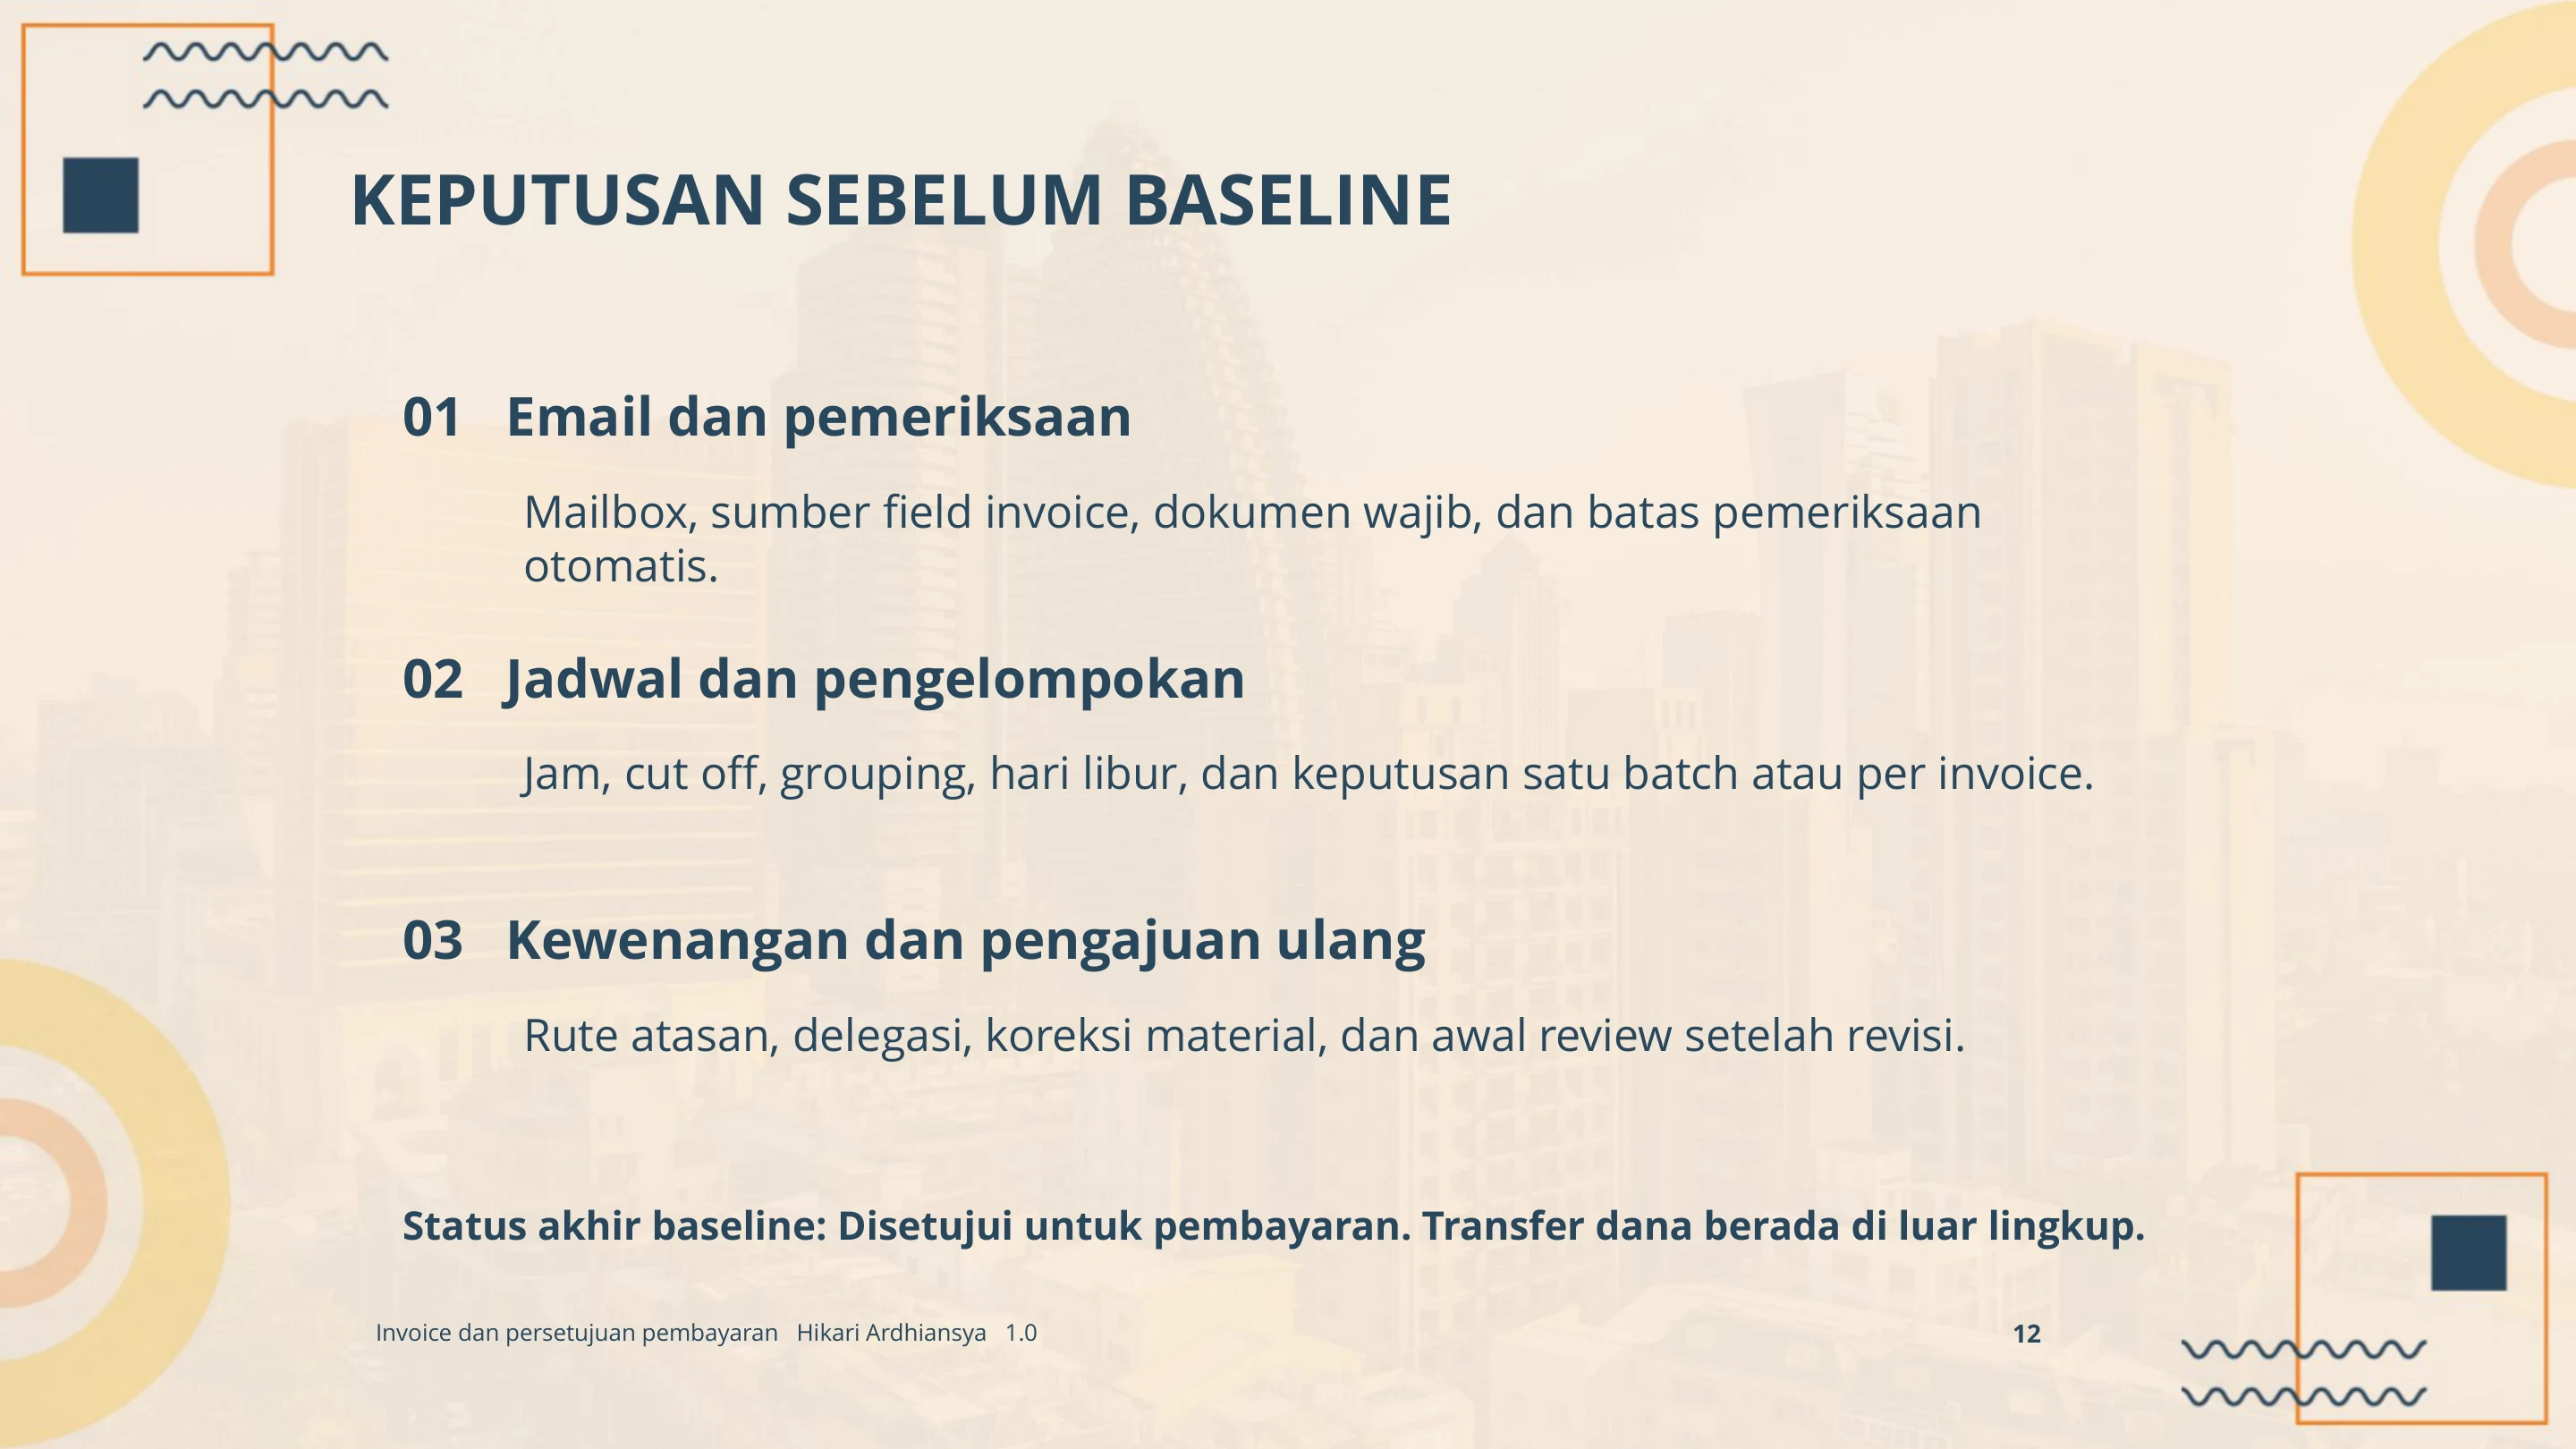 KEPUTUSAN SEBELUM BASELINE
01 Email dan pemeriksaan
Mailbox, sumber field invoice, dokumen wajib, dan batas pemeriksaan
otomatis.
02 Jadwal dan pengelompokan
Jam, cut off, grouping, hari libur, dan keputusan satu batch atau per invoice.
03 Kewenangan dan pengajuan ulang
Rute atasan, delegasi, koreksi material, dan awal review setelah revisi.
Status akhir baseline: Disetujui untuk pembayaran. Transfer dana berada di luar lingkup.
Invoice dan persetujuan pembayaran Hikari Ardhiansya 1.0
12